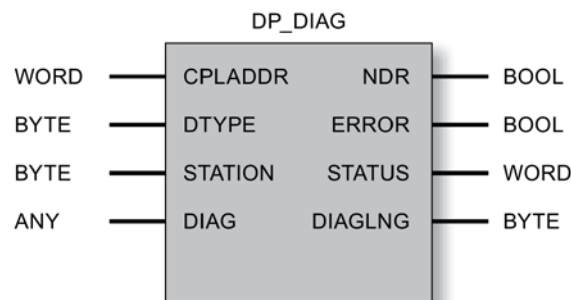 DP_DIAG
WORD CPLADDR NDR BOOL
BYTE DTYPE ERROR BOOL
BYTE STATION STATUS WORD
ANY DIAG DIAGLNG BYTE